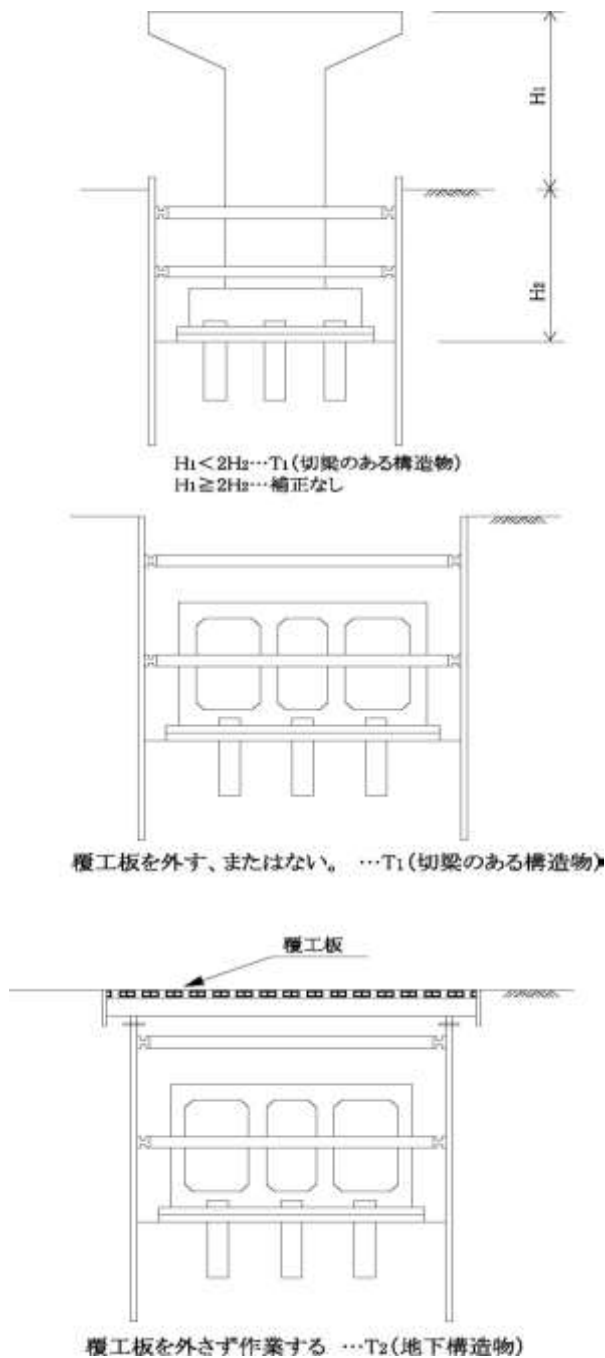 H₁
H₂
H₁＜2H₂…T₁(切梁のある構造物)
H₁≧2H₂…補正なし
覆工板を外す、またはない。 …T₁(切梁のある構造物)
覆工板
覆工板を外さず作業する …T₂(地下構造物)